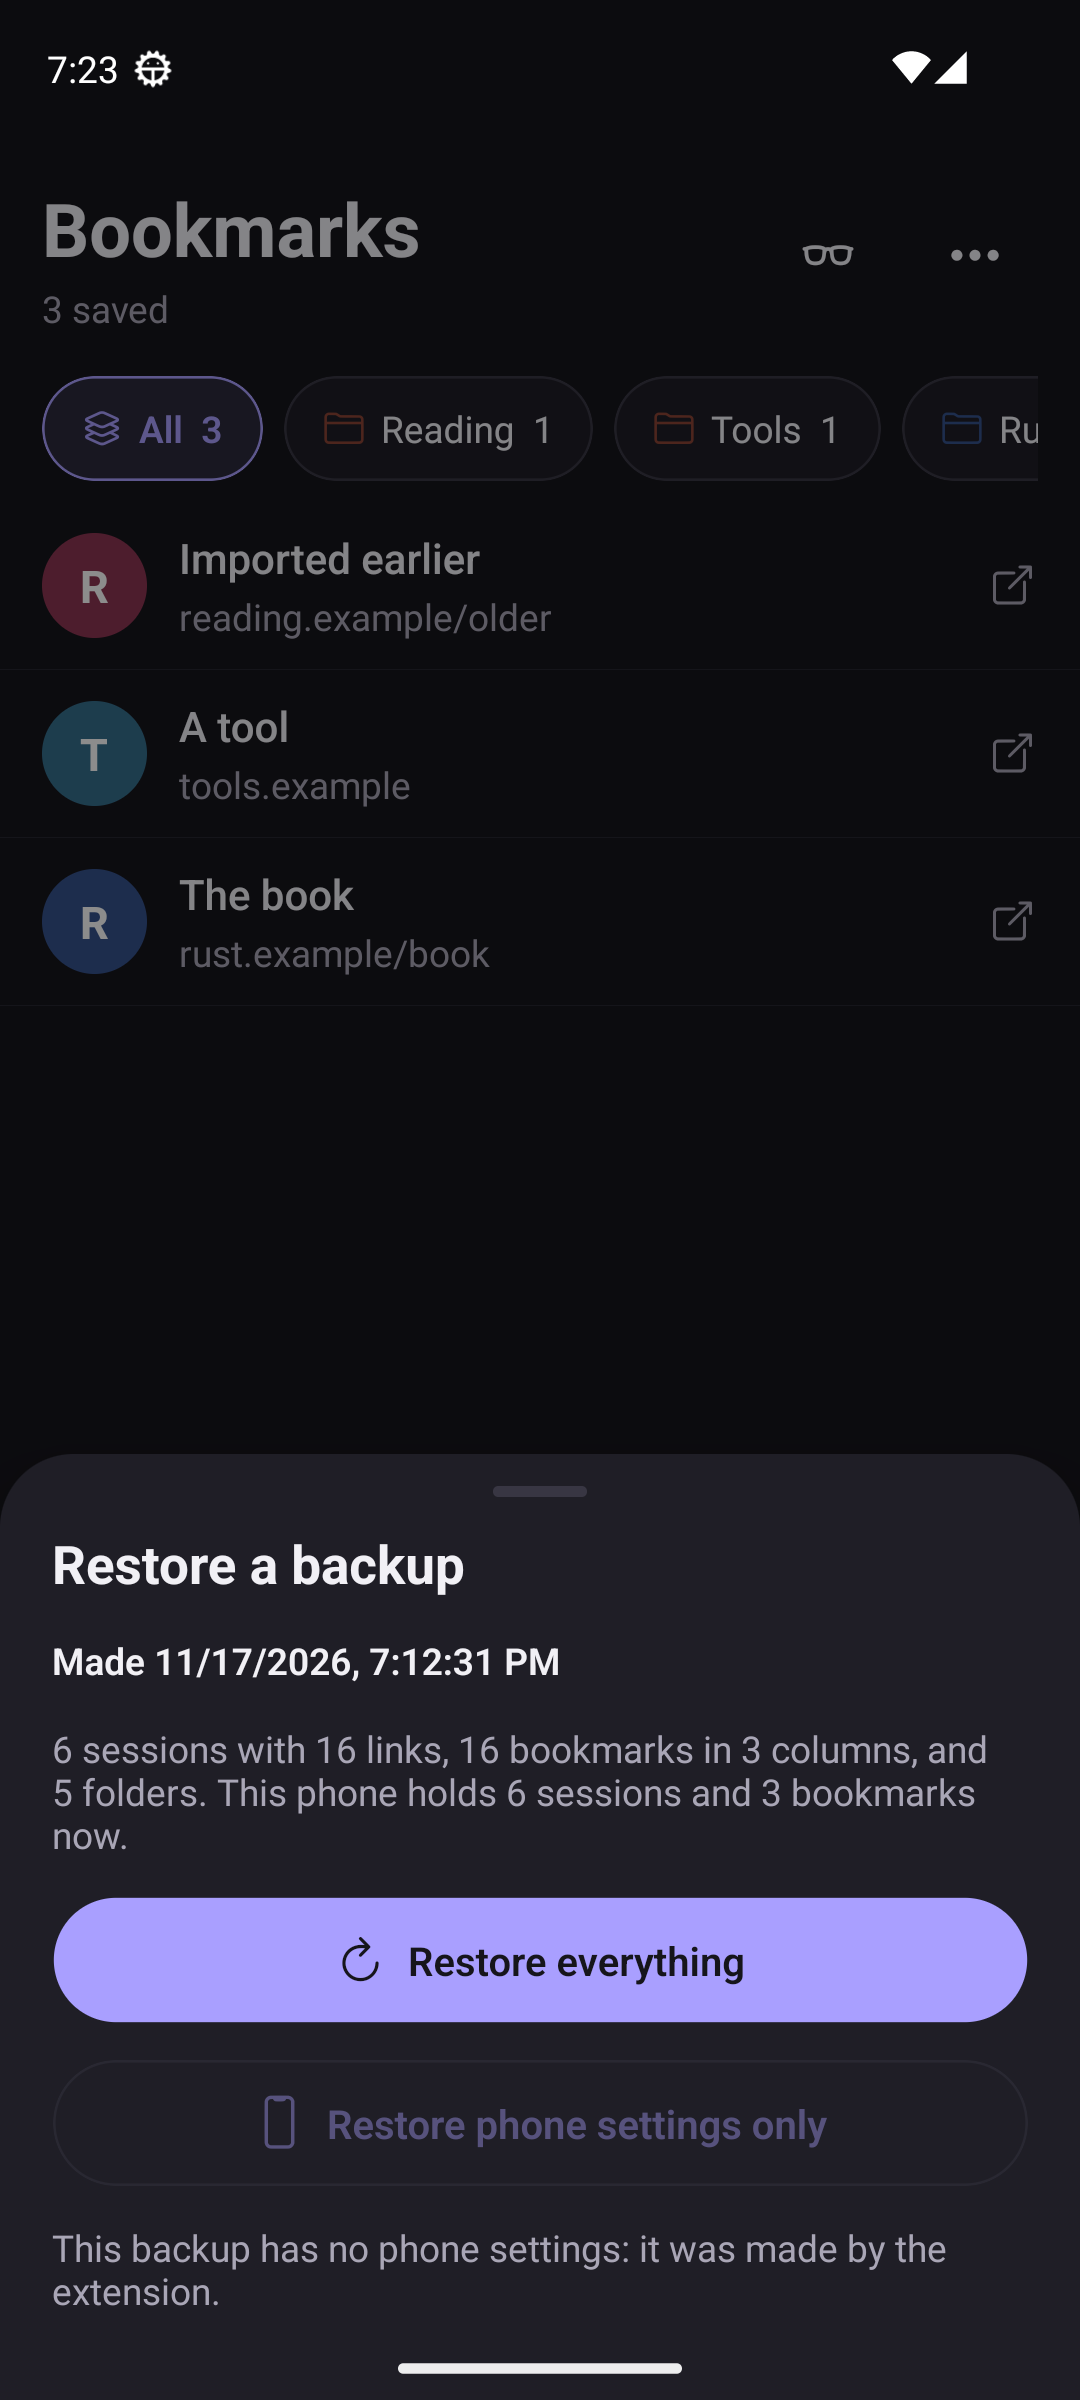 7:23
Bookmarks
3 saved
All 3
Reading 1
Tools 1
Ru
R
Imported earlier
reading.example/older
T
A tool
tools.example
R
The book
rust.example/book
Restore a backup
Made 11/17/2026, 7:12:31 PM
6 sessions with 16 links, 16 bookmarks in 3 columns, and
5 folders. This phone holds 6 sessions and 3 bookmarks
now.
Restore everything
Restore phone settings only
This backup has no phone settings: it was made by the
extension.